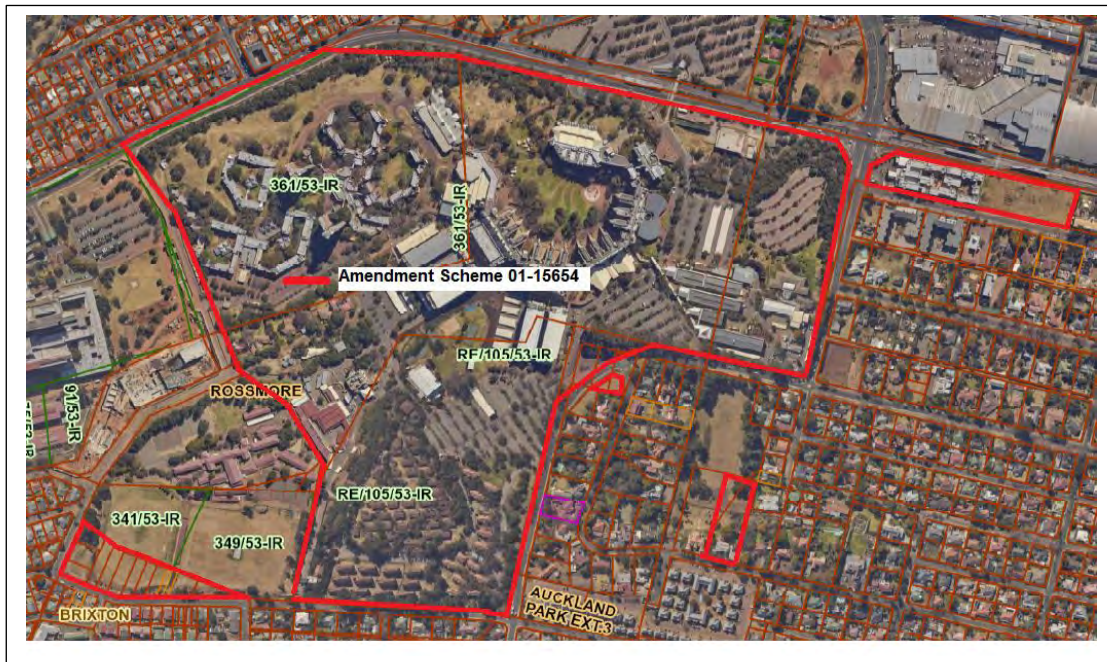 361/53-IR
361/53-IR
Amendment Scheme 01-15654
RE/105/53-IR
ROSSMORE
91/53-IR
RE/105/53-IR
341/53-IR
349/53-IR
BRIXTON
AUCKLAND
PARK EXT.3